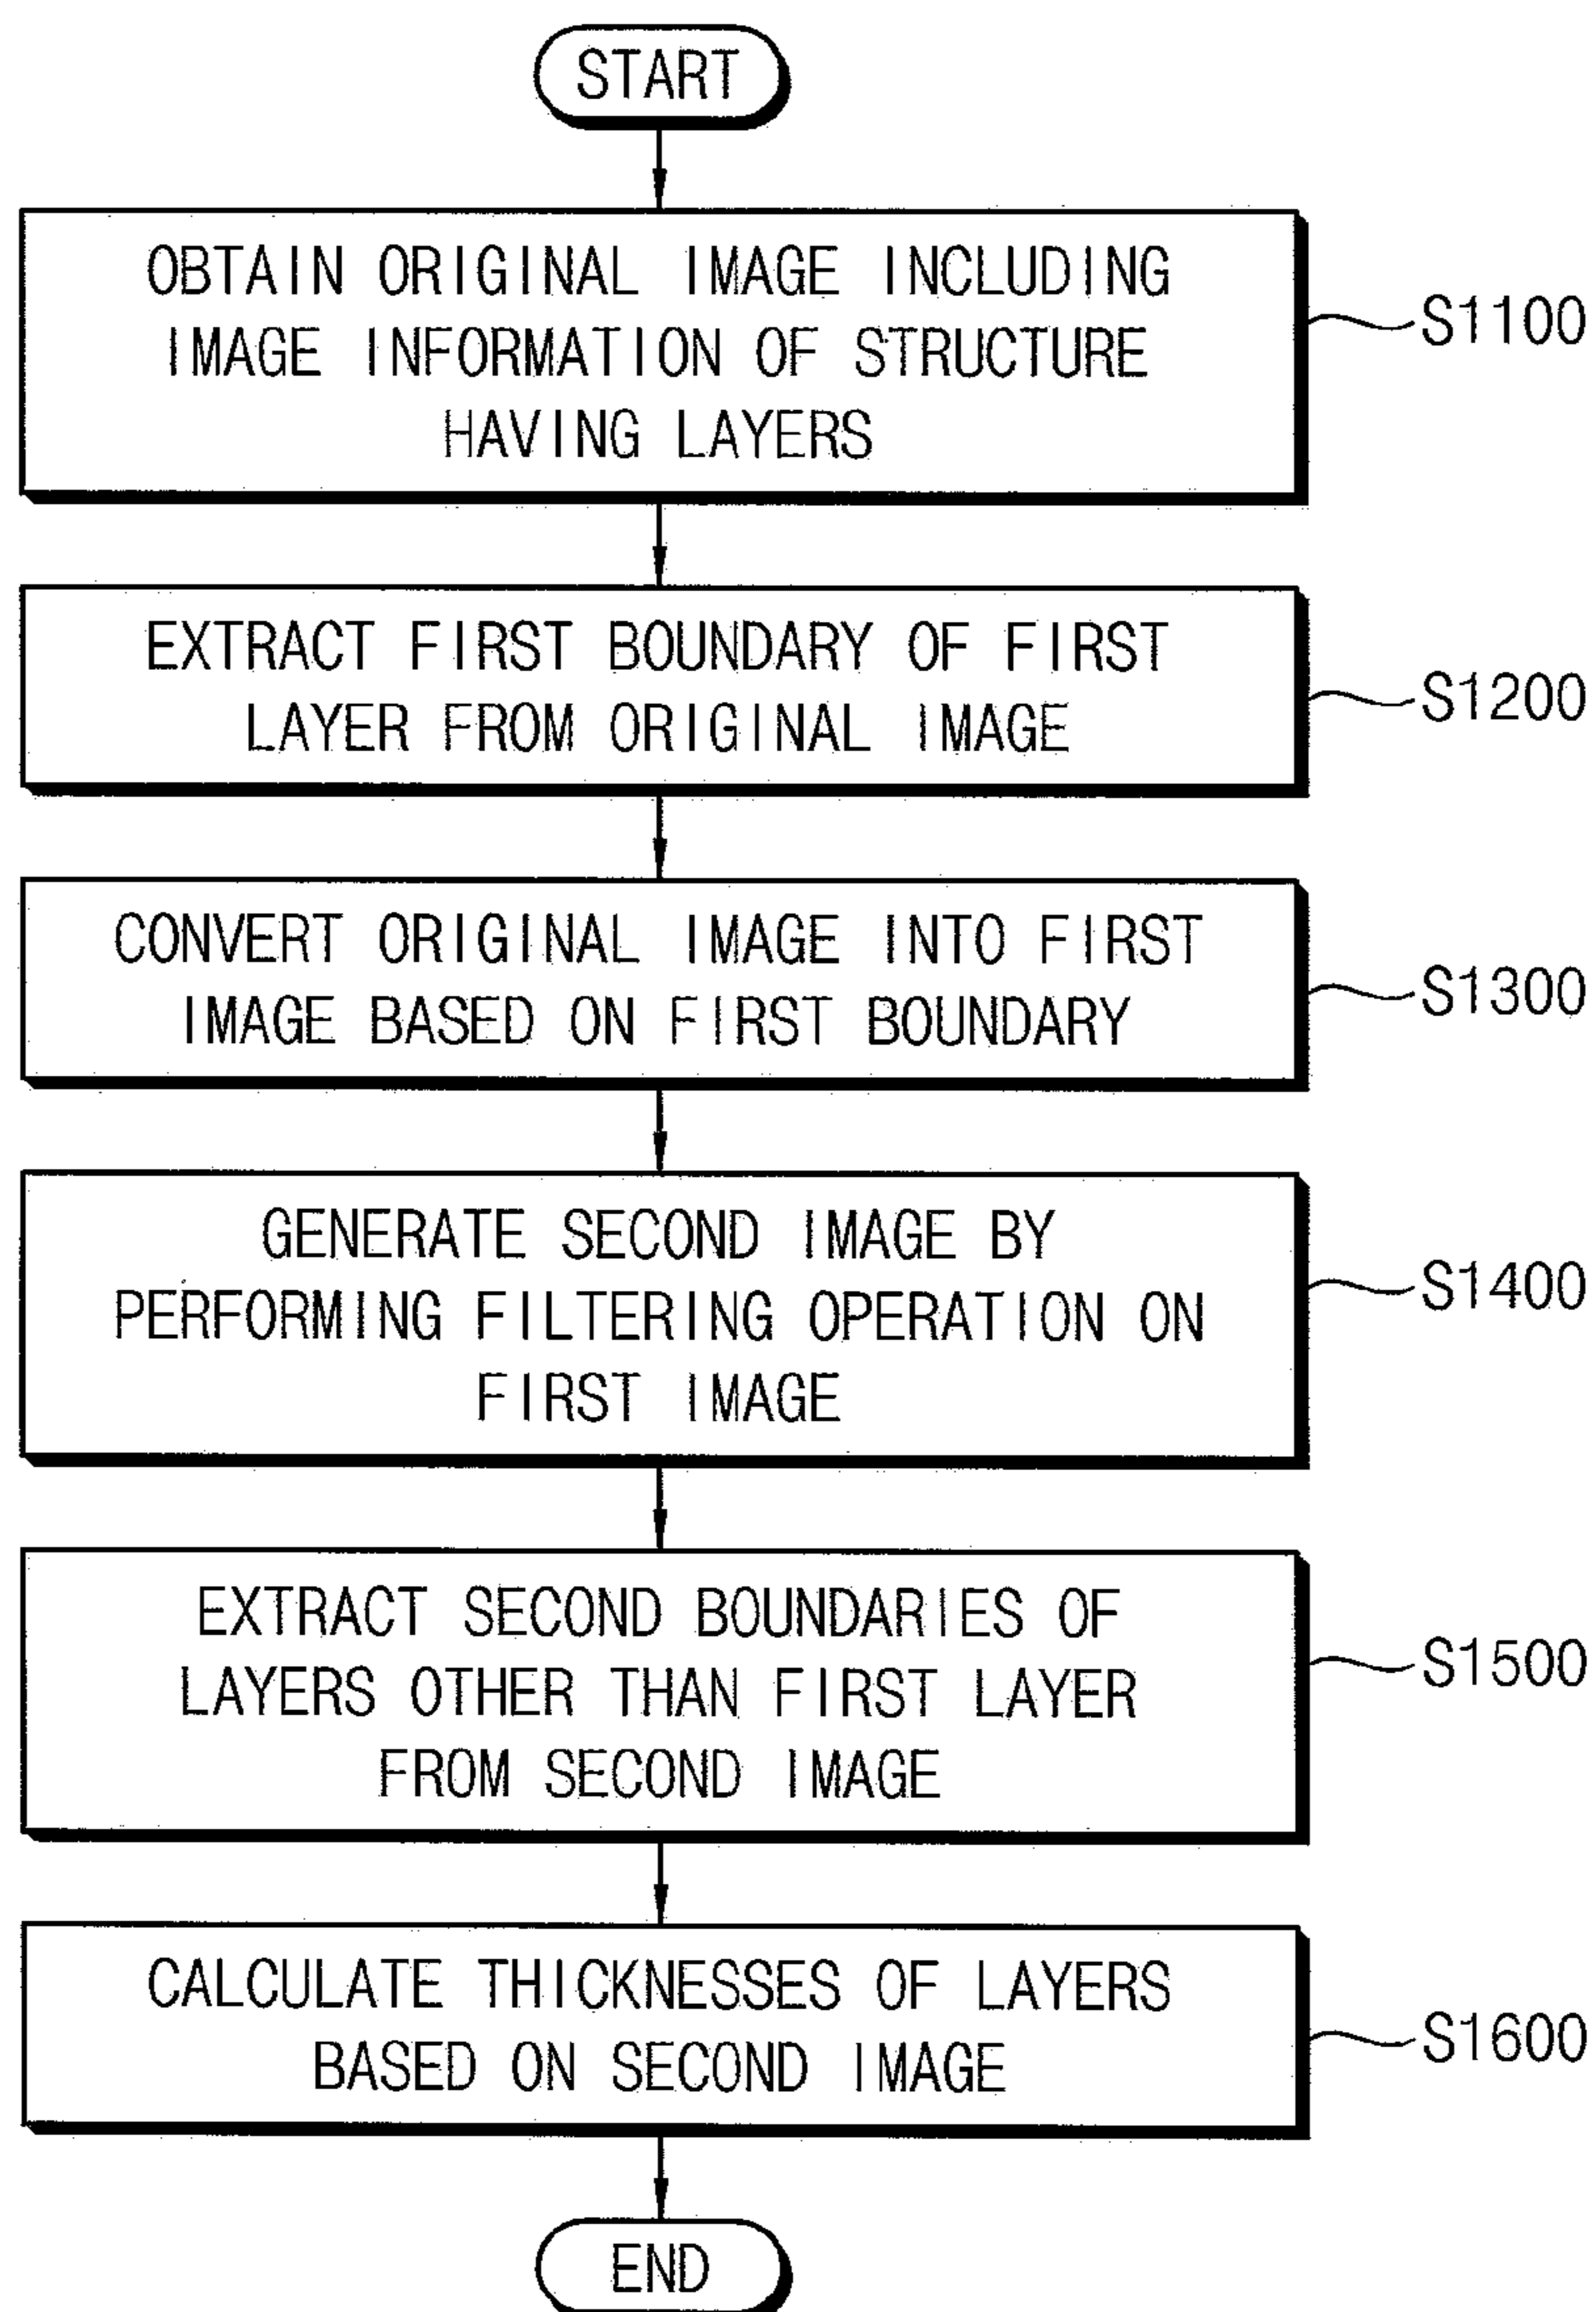 START
OBTAIN ORIGINAL IMAGE INCLUDING
IMAGE INFORMATION OF STRUCTURE
HAVING LAYERS
S1100
EXTRACT FIRST BOUNDARY OF FIRST
LAYER FROM ORIGINAL IMAGE
S1200
CONVERT ORIGINAL IMAGE INTO FIRST
IMAGE BASED ON FIRST BOUNDARY
S1300
GENERATE SECOND IMAGE BY
PERFORMING FILTERING OPERATION ON
FIRST IMAGE
S1400
EXTRACT SECOND BOUNDARIES OF
LAYERS OTHER THAN FIRST LAYER
FROM SECOND IMAGE
S1500
CALCULATE THICKNESSES OF LAYERS
BASED ON SECOND IMAGE
S1600
END